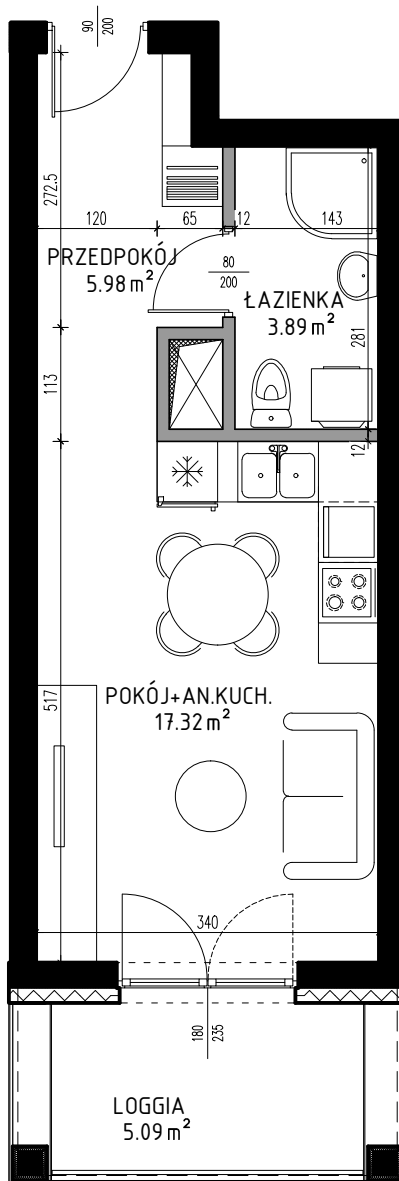 90
200
272.5
120
65
12
143
PRZEDPOKÓJ
5.98 m²
80
200
ŁAZIENKA
3.89 m²
281
113
12
517
POKÓJ+AN.KUCH.
17.32 m²
340
180
235
LOGGIA
5.09 m²